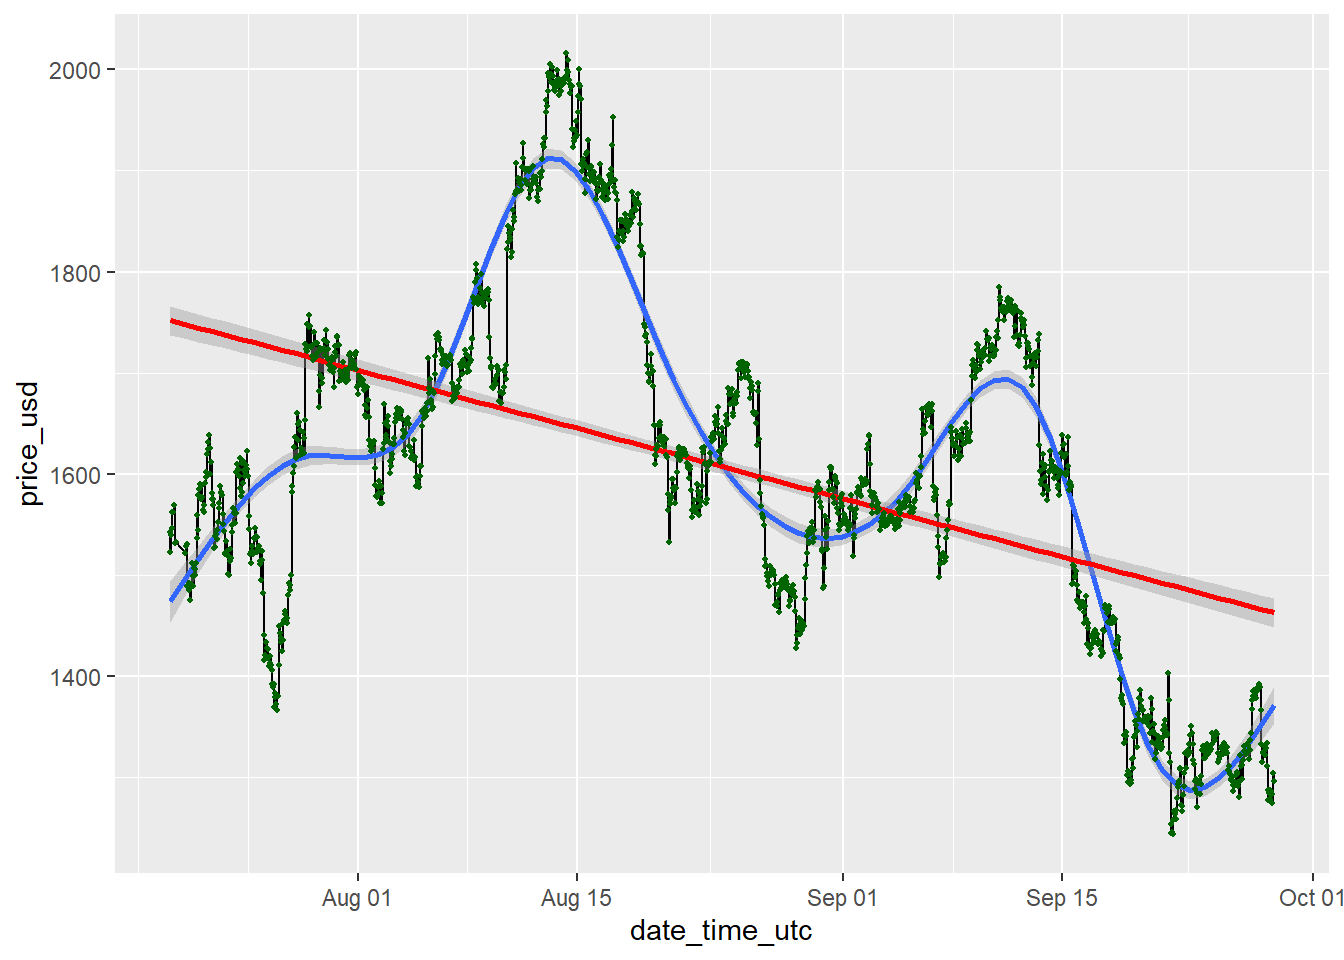 2000
1800
1600
1400
price_usd
Aug 01
Aug 15
Sep 01
Sep 15
Oct 01
date_time_utc